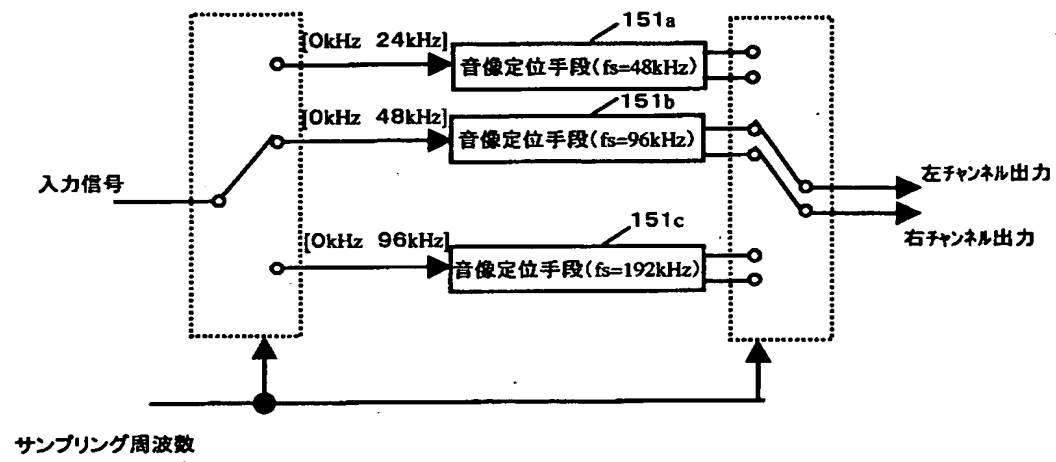 151a
[0kHz 24kHz]
音像定位手段(fs=48kHz)
151b
[0kHz 48kHz]
音像定位手段(fs=96kHz)
入力信号
左チャンネル出力
右チャンネル出力
151c
[0kHz 96kHz]
音像定位手段(fs=192kHz)
サンプリング周波数